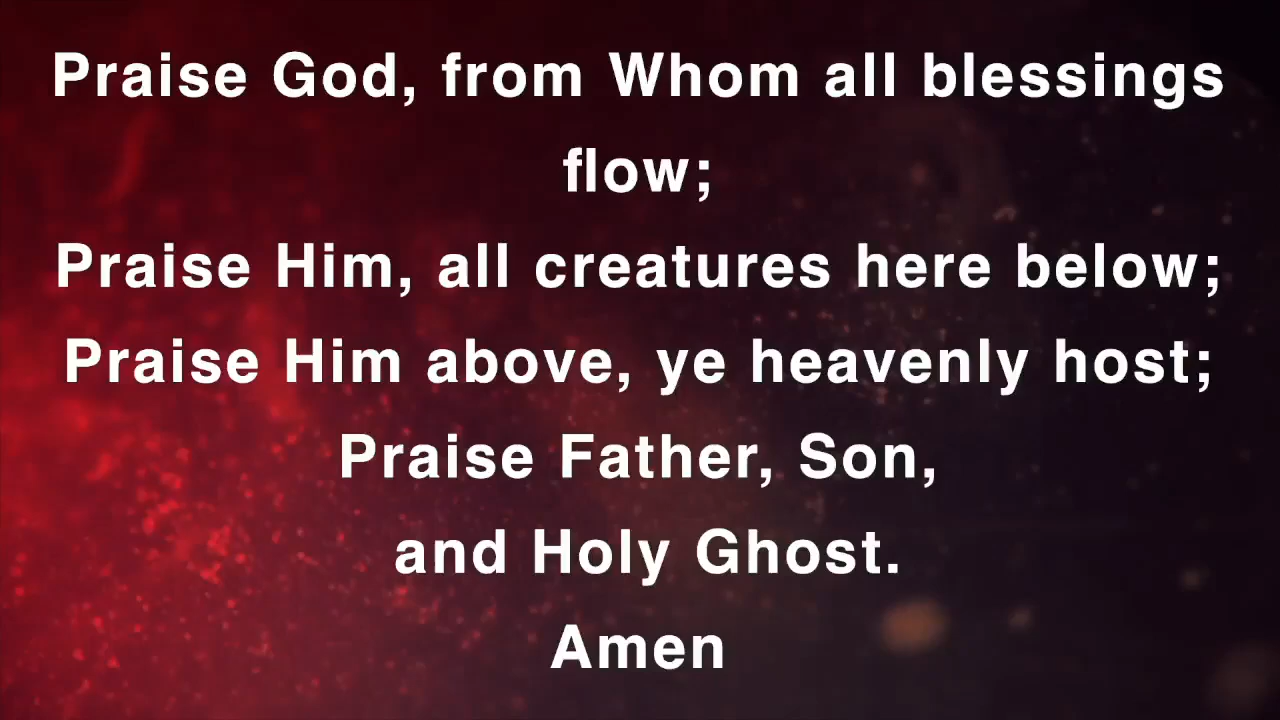 Praise God, from Whom all blessings
flow;
Praise Him, all creatures here below;
Praise Him above, ye heavenly host;
Praise Father, Son,
and Holy Ghost.
Amen